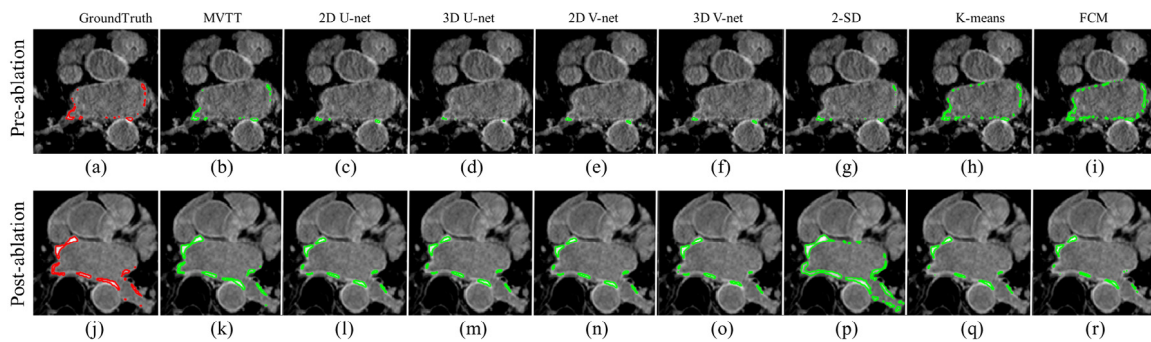 GroundTruth MVTT 2D U-net 3D U-net 2D V-net 3D V-net 2-SD K-means FCM
Pre-ablation
(a) (b) (c) (d) (e) (f) (g) (h) (i)
Post-ablation
(j) (k) (l) (m) (n) (o) (p) (q) (r)